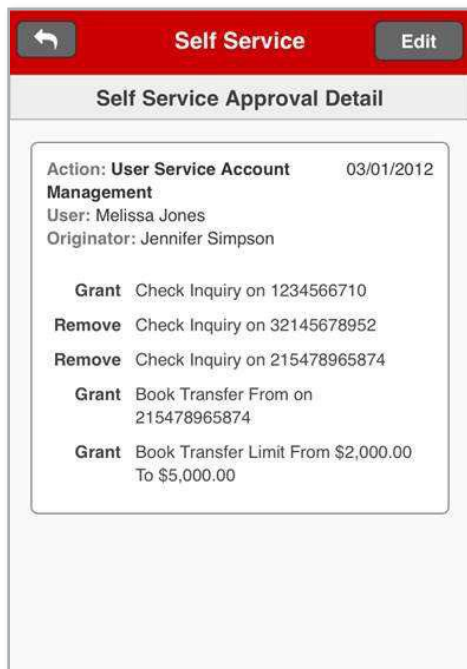 Self Service
Edit
Self Service Approval Detail
Action: User Service Account 03/01/2012
Management
User: Melissa Jones
Originator: Jennifer Simpson
Grant Check Inquiry on 1234566710
Remove Check Inquiry on 32145678952
Remove Check Inquiry on 215478965874
Grant Book Transfer From on
215478965874
Grant Book Transfer Limit From $2,000.00
To $5,000.00